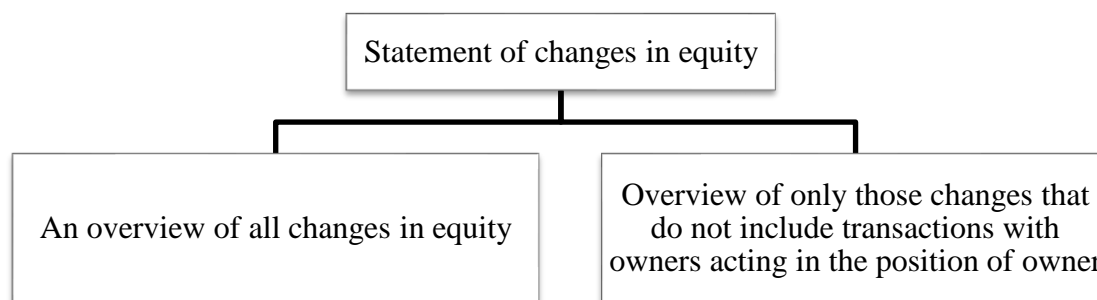 Statement of changes in equity
An overview of all changes in equity
Overview of only those changes that
do not include transactions with
owners acting in the position of owner